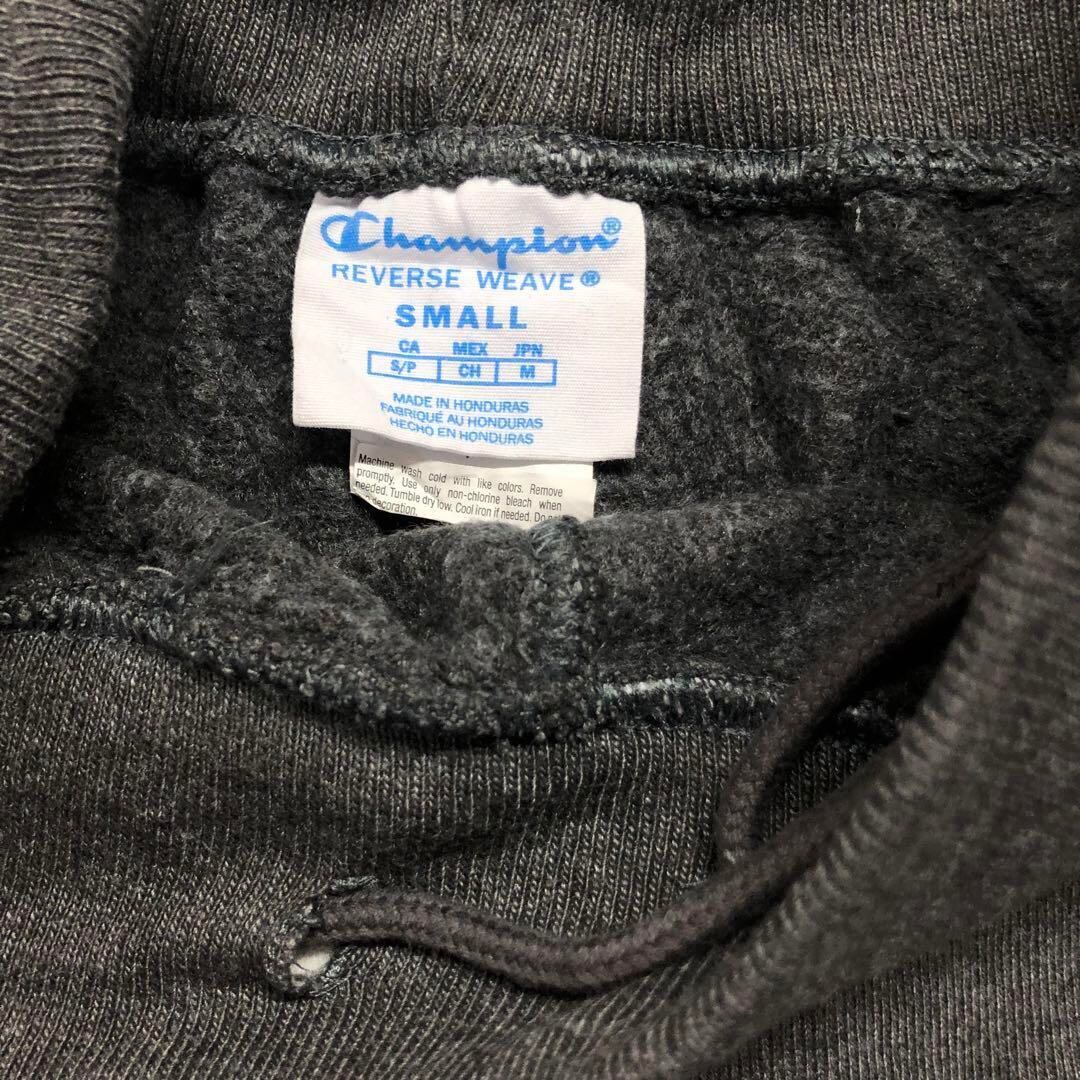 Champion®
REVERSE WEAVE®
SMALL
CA MEX JPN
S/P CH M
MADE IN HONDURAS
FABRIQUÉ AU HONDURAS
HECHO EN HONDURAS
Machine wash cold with like colors. Remove
promptly. Use only non-chlorine bleach when
needed. Tumble dry low. Cool iron if needed. Do
decoration.